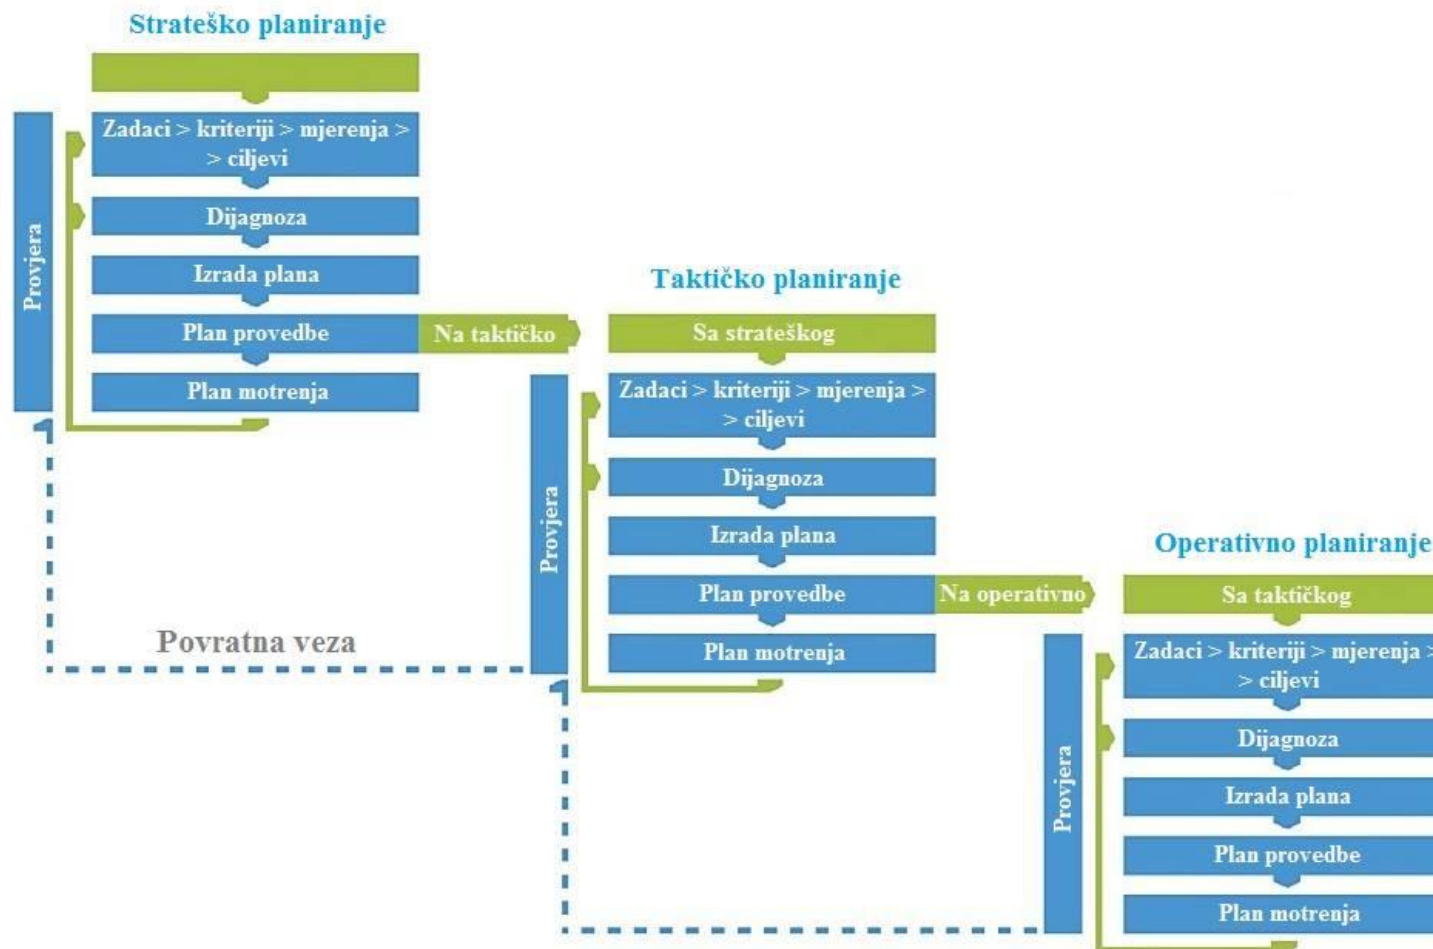 Strateško planiranje
Provjera
Zadaci > kriteriji > mjerenja >
> ciljevi
Dijagnoza
Izrada plana
Plan provedbe
Na taktičko
Plan motrenja
Taktičko planiranje
Sa strateškog
Provjera
Zadaci > kriteriji > mjerenja >
> ciljevi
Dijagnoza
Izrada plana
Plan provedbe
Na operativno
Plan motrenja
Povratna veza
Operativno planiranje
Sa taktičkog
Provjera
Zadaci > kriteriji > mjerenja >
> ciljevi
Dijagnoza
Izrada plana
Plan provedbe
Plan motrenja